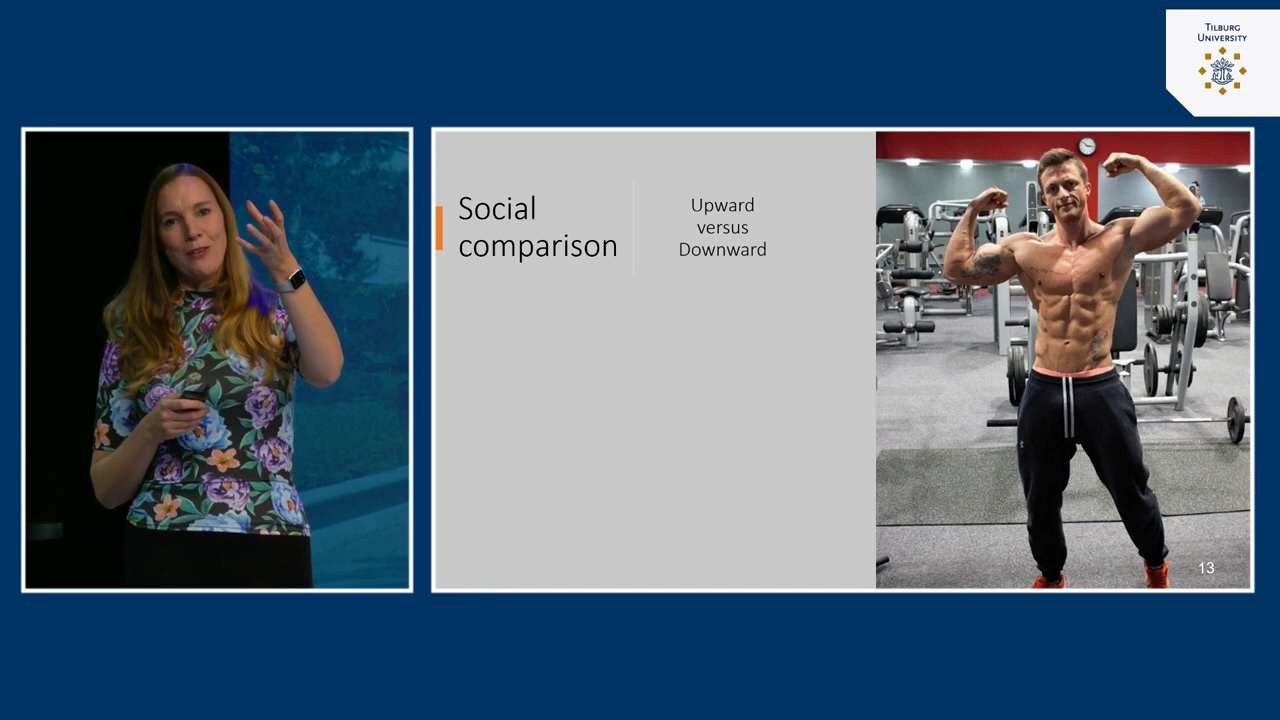 TILBURG
UNIVERSITY
Social
comparison
Upward
versus
Downward
13